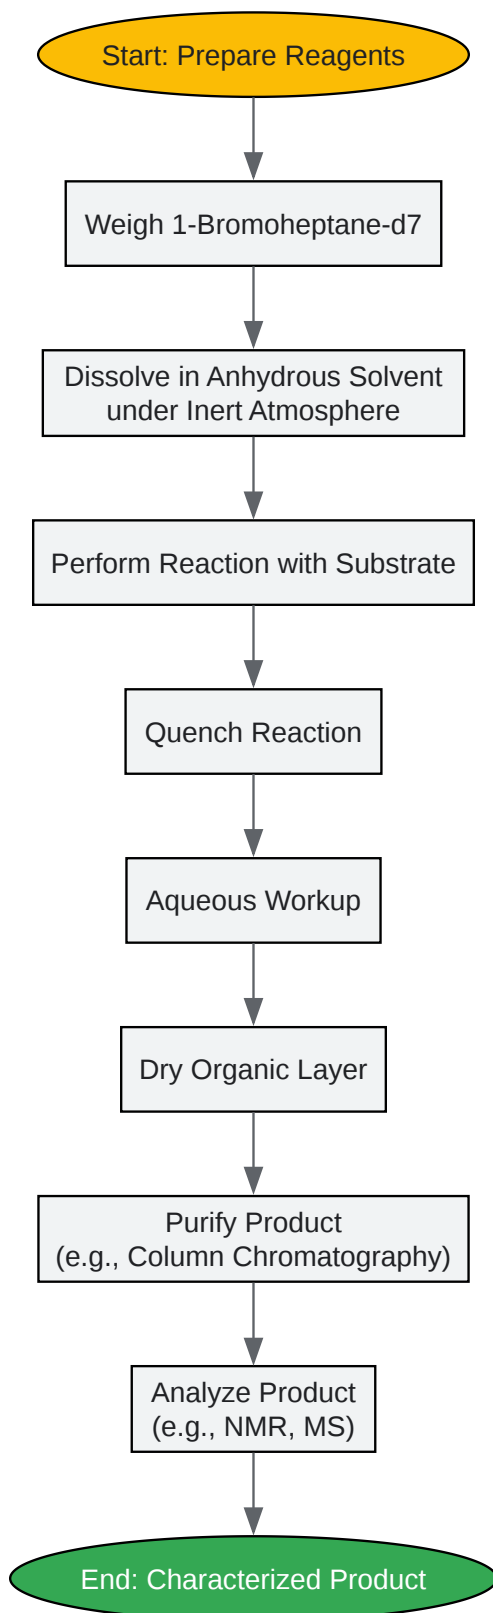 Start: Prepare Reagents
Weigh 1-Bromoheptane-d7
Dissolve in Anhydrous Solvent
under Inert Atmosphere
Perform Reaction with Substrate
Quench Reaction
Aqueous Workup
Dry Organic Layer
Purify Product
(e.g., Column Chromatography)
Analyze Product
(e.g., NMR, MS)
End: Characterized Product